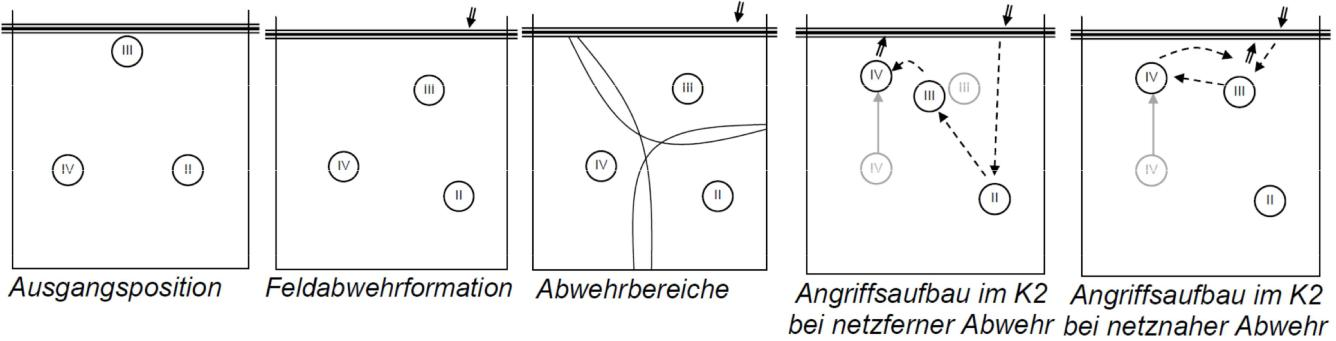 III
IV
II
Ausgangsposition
III
IV
II
Feldabwehrformation
III
IV
II
Abwehrbereiche
IV
III
III
IV
II
Angriffsaufbau im K2
bei netzferner Abwehr
IV
III
IV
II
Angriffsaufbau im K2
bei netznaher Abwehr